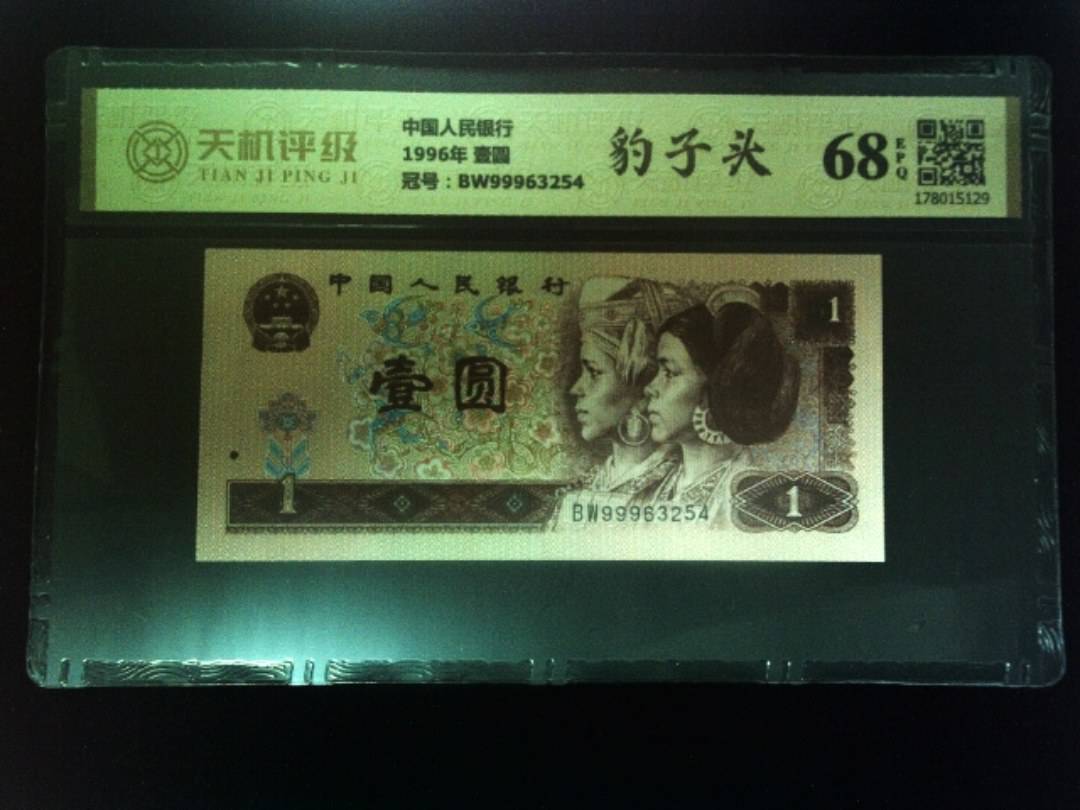 天机评级
TIAN JI PING JI
中国人民银行
1996年 壹圆
冠号：BW99963254
豹子头
68
EPQ
178015129
中国人民银行
1
壹圆
1
BW99963254
1